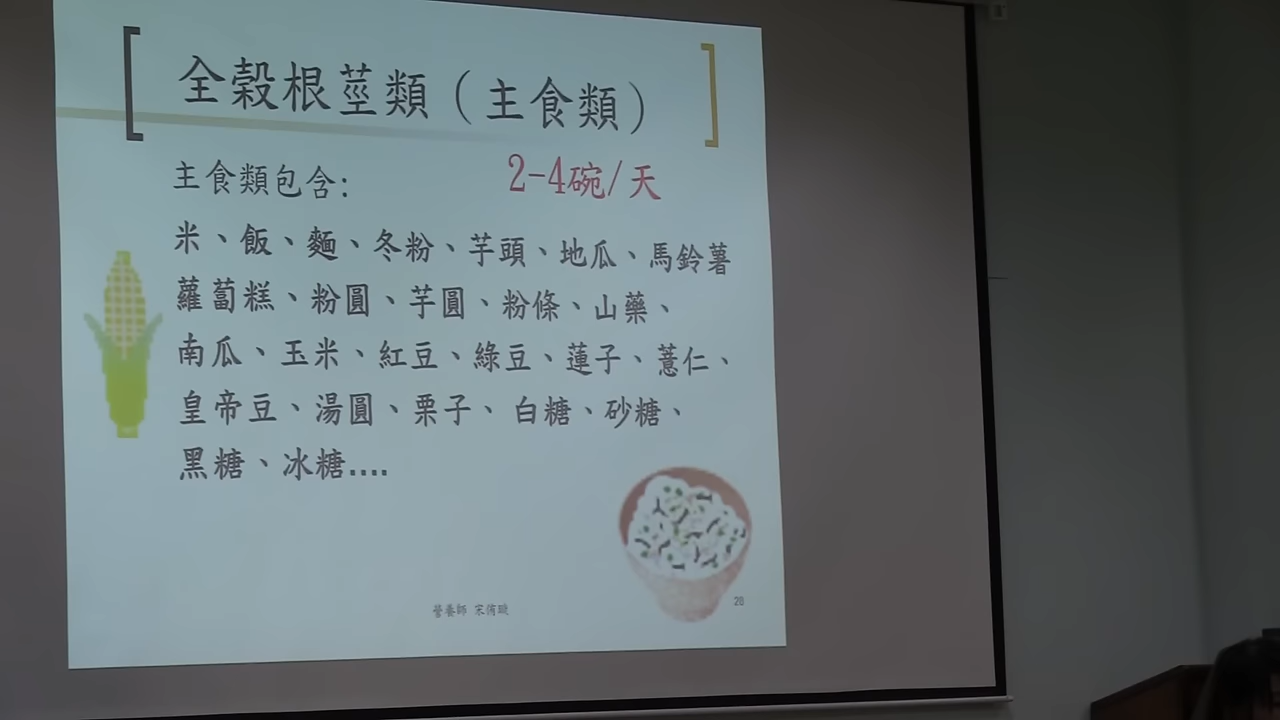 全穀根莖類（主食類）
主食類包含: 2-4碗/天
米、飯、麵、冬粉、芋頭、地瓜、馬鈴薯
蘿蔔糕、粉圓、芋圓、粉條、山藥、
南瓜、玉米、紅豆、綠豆、蓮子、薏仁、
皇帝豆、湯圓、栗子、白糖、砂糖、
黑糖、冰糖....
營養師
20